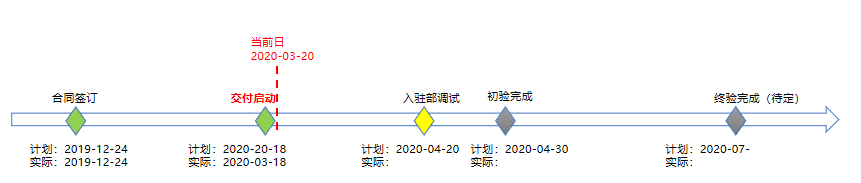 当前日
2020-03-20
合同签订
交付启动
入驻部调试
初验完成
终验完成（待定）
计划：2019-12-24
实际：2019-12-24
计划：2020-20-18
实际：2020-03-18
计划：2020-04-20
实际：
计划：2020-04-30
实际：
计划：2020-07-
实际：